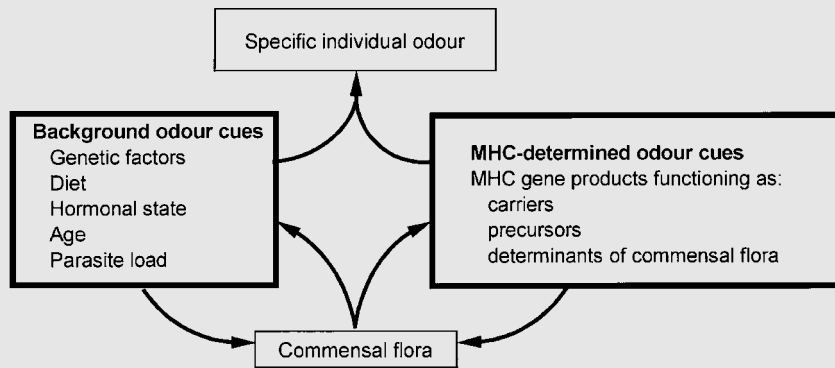 Specific individual odour
Background odour cues
Genetic factors
Diet
Hormonal state
Age
Parasite load
MHC-determined odour cues
MHC gene products functioning as:
carriers
precursors
determinants of commensal flora
Commensal flora